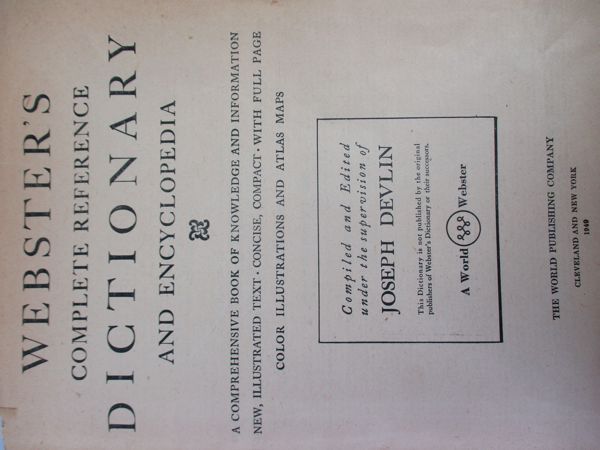 WEBSTER'S
COMPLETE REFERENCE
DICTIONARY
AND ENCYCLOPEDIA
A COMPREHENSIVE BOOK OF KNOWLEDGE AND INFORMATION
NEW, ILLUSTRATED TEXT · CONCISE, COMPACT · WITH FULL PAGE
COLOR ILLUSTRATIONS AND ATLAS MAPS
Compiled and Edited
under the supervision of
JOSEPH DEVLIN
This Dictionary is not published by the original
publishers of Webster's Dictionary or their successors.
A World Webster
THE WORLD PUBLISHING COMPANY
CLEVELAND AND NEW YORK
1949